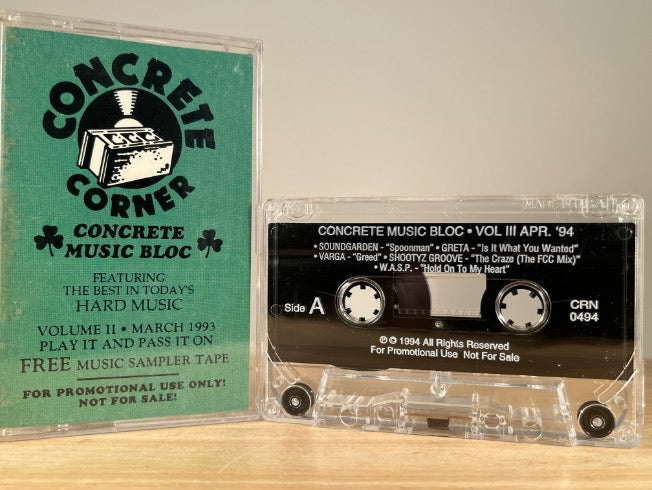 CONCRETE
CCC
CORNER
CONCRETE
MUSIC BLOC
FEATURING
THE BEST IN TODAY'S
HARD MUSIC
VOLUME II • MARCH 1993
PLAY IT AND PASS IT ON
FREE MUSIC SAMPLER TAPE
FOR PROMOTIONAL USE ONLY!
NOT FOR SALE!
CONCRETE MUSIC BLOC • VOL III APR. '94
• SOUNDGARDEN - "Spoonman" • GRETA - "Is It What You Wanted"
• VARGA - "Greed" • SHOOTYZ GROOVE - "The Craze (The FCC Mix)"
• W.A.S.P. - "Hold On To My Heart"
Side A
CRN
0494
℗ © 1994 All Rights Reserved
For Promotional Use Not For Sale